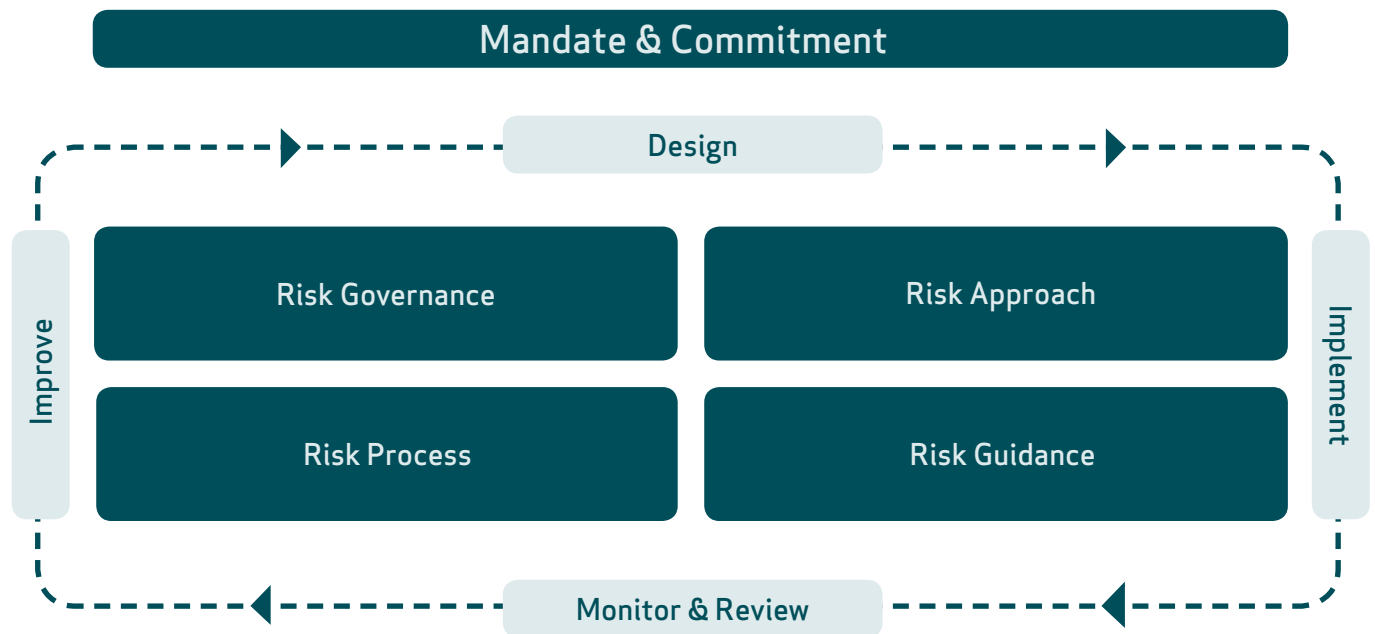 Mandate & Commitment
Design
Risk Governance
Risk Approach
Improve
Implement
Risk Process
Risk Guidance
Monitor & Review